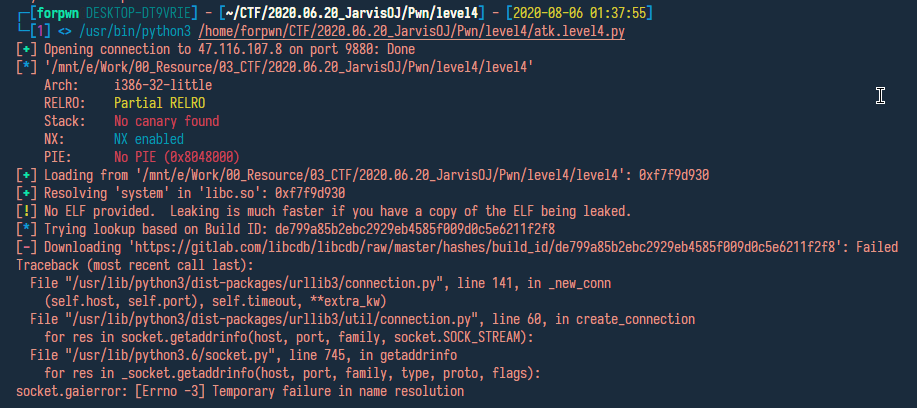 ┌─[forpwn DESKTOP-DT9VRIE] - [~/CTF/2020.06.20_JarvisOJ/Pwn/level4] - [2020-08-06 01:37:55]
└─[1] <> /usr/bin/python3 /home/forpwn/CTF/2020.06.20_JarvisOJ/Pwn/level4/atk.level4.py
[+] Opening connection to 47.116.107.8 on port 9880: Done
[*] '/mnt/e/Work/00_Resource/03_CTF/2020.06.20_JarvisOJ/Pwn/level4/level4'
    Arch:     i386-32-little
    RELRO:    Partial RELRO
    Stack:    No canary found
    NX:       NX enabled
    PIE:      No PIE (0x8048000)
[+] Loading from '/mnt/e/Work/00_Resource/03_CTF/2020.06.20_JarvisOJ/Pwn/level4/level4': 0xf7f9d930
[+] Resolving 'system' in 'libc.so': 0xf7f9d930
[!] No ELF provided.  Leaking is much faster if you have a copy of the ELF being leaked.
[*] Trying lookup based on Build ID: de799a85b2ebc2929eb4585f009d0c5e6211f2f8
[-] Downloading 'https://gitlab.com/libcdb/libcdb/raw/master/hashes/build_id/de799a85b2ebc2929eb4585f009d0c5e6211f2f8': Failed
Traceback (most recent call last):
  File "/usr/lib/python3/dist-packages/urllib3/connection.py", line 141, in _new_conn
    (self.host, self.port), self.timeout, **extra_kw)
  File "/usr/lib/python3/dist-packages/urllib3/util/connection.py", line 60, in create_connection
    for res in socket.getaddrinfo(host, port, family, socket.SOCK_STREAM):
  File "/usr/lib/python3.6/socket.py", line 745, in getaddrinfo
    for res in _socket.getaddrinfo(host, port, family, type, proto, flags):
socket.gaierror: [Errno -3] Temporary failure in name resolution